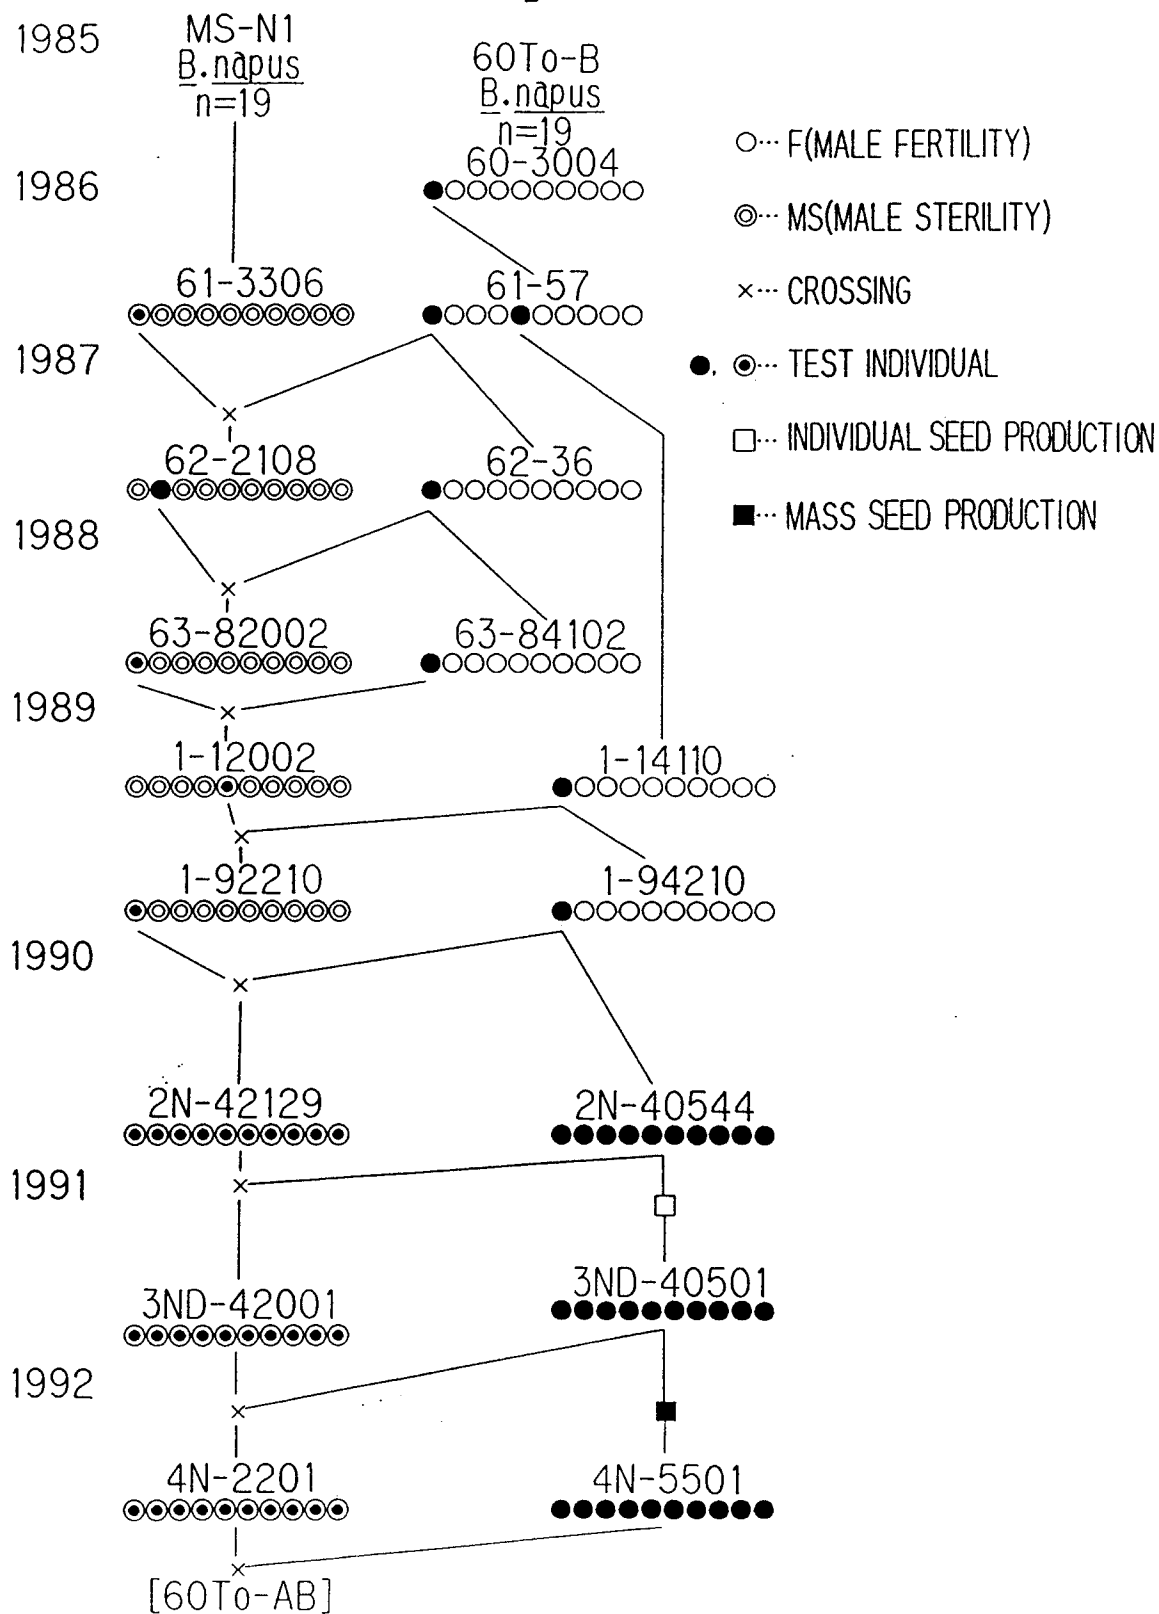 1985
MS-N1
B.napus
n=19
60To-B
B.napus
n=19
1986
60-3004
○… F(MALE FERTILITY)
◎… MS(MALE STERILITY)
×… CROSSING
●, ◉… TEST INDIVIDUAL
□… INDIVIDUAL SEED PRODUCTION
■… MASS SEED PRODUCTION
61-3306
61-57
1987
×
62-2108
62-36
1988
×
63-82002
63-84102
1989
×
1-12002
1-14110
×
1-92210
1-94210
1990
×
2N-42129
2N-40544
1991
×
3ND-40501
3ND-42001
1992
×
4N-2201
4N-5501
×
[60To-AB]